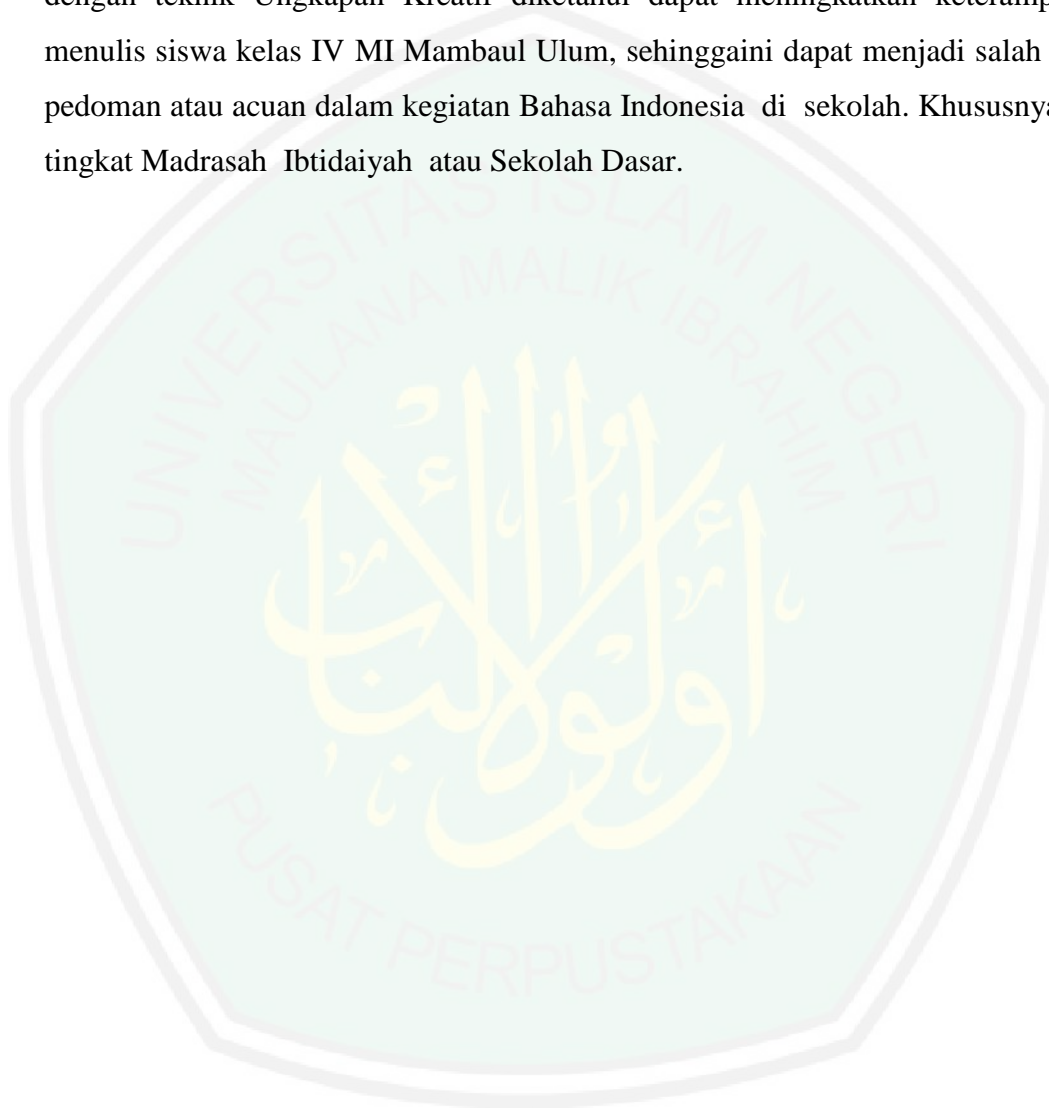 dengan teknik Ungkapan Kreatif diketahui dapat meningkatkan
menulis siswa kelas IV MI Mambaul Ulum, sehinggaini dapat menjadi salah
pedoman atau acuan dalam kegiatan Bahasa Indonesia di sekolah. Khususnya
tingkat Madrasah Ibtidaiyah atau Sekolah Dasar.
UNIVERSITAS ISLAM NEGERI
MAULANA MALIK IBRAHIM
أولوا الألباب
PUSAT PERPUSTAKAAN